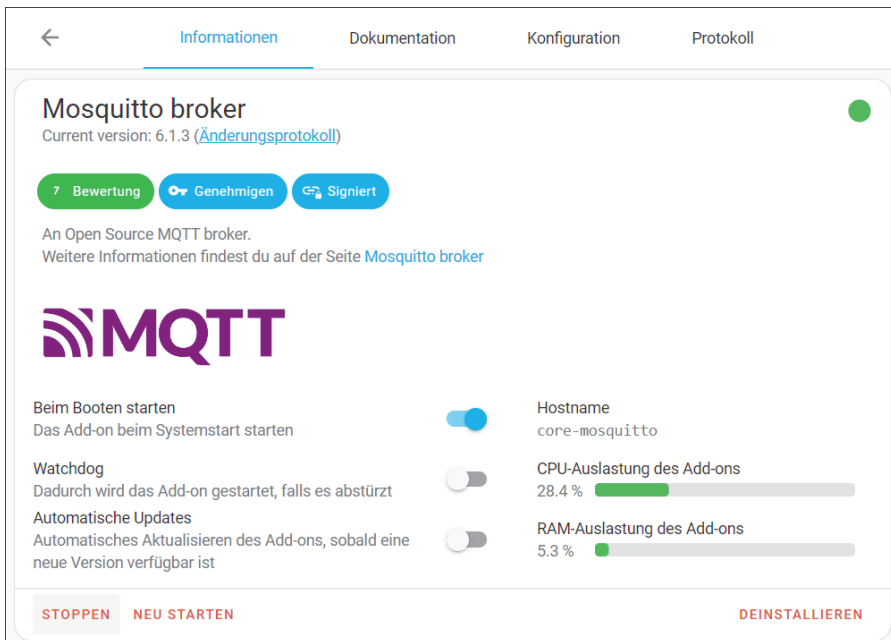 Informationen Dokumentation Konfiguration Protokoll
Mosquitto broker
Current version: 6.1.3 (Änderungsprotokoll)
7 Bewertung Genehmigen Signiert
An Open Source MQTT broker.
Weitere Informationen findest du auf der Seite Mosquitto broker
MQTT
Beim Booten starten
Das Add-on beim Systemstart starten
Hostname
core-mosquitto
Watchdog
Dadurch wird das Add-on gestartet, falls es abstürzt
CPU-Auslastung des Add-ons
28.4 %
Automatische Updates
Automatisches Aktualisieren des Add-ons, sobald eine
neue Version verfügbar ist
RAM-Auslastung des Add-ons
5.3 %
STOPPEN NEU STARTEN DEINSTALLIEREN